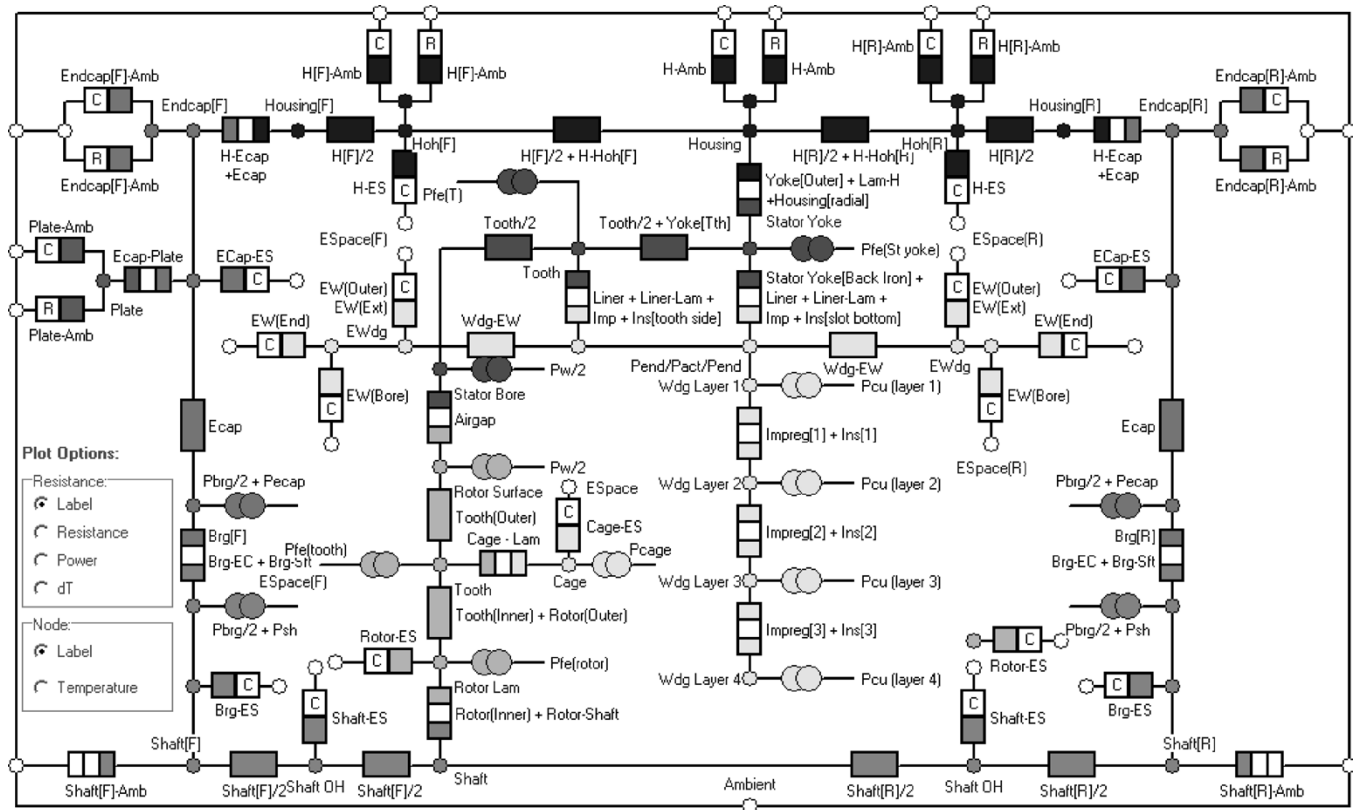 C
R
C
R
C
R
H[F]-Amb
H[F]-Amb
H-Amb
H-Amb
H[R]-Amb
H[R]-Amb
Endcap[F]-Amb
C
Endcap[F]
Housing[F]
Housing[R]
Endcap[R]
Endcap[R]-Amb
C
R
Endcap[F]-Amb
H-Ecap
+Ecap
H[F]/2
Hoh[F]
H[F]/2 + H-Hoh[F]
Housing
H[R]/2 + H-Hoh[R]
Hoh[R]
H[R]/2
H-Ecap
+Ecap
R
Endcap[R]-Amb
H-ES
C
Pfe(T)
Yoke[Outer] + Lam-H
+Housing[radial]
H-ES
C
Plate-Amb
C
Ecap-Plate
ECap-ES
C
ESpace(F)
Tooth/2
Tooth/2 + Yoke[Tth]
Stator Yoke
Pfe(St yoke)
ESpace(R)
ECap-ES
C
R
Plate-Amb
Plate
EW(Outer)
EW(Ext)
C
Tooth
Liner + Liner-Lam +
Imp + Ins[tooth side]
Stator Yoke[Back Iron] +
Liner + Liner-Lam +
Imp + Ins[slot bottom]
C
EW(Outer)
EW(Ext)
EW(End)
C
EWdg
Wdg-EW
EW(End)
C
Pend/Pact/Pend
Wdg-EW
EWdg
C
EW(Bore)
Pw/2
Stator Bore
Wdg Layer 1
Pcu (layer 1)
C
EW(Bore)
Airgap
Ecap
Impreg[1] + Ins[1]
Ecap
Plot Options:
ESpace(R)
Resistance:
Label
Resistance
Power
dT
Pbrg/2 + Pecap
Pw/2
Rotor Surface
ESpace
Wdg Layer 2
Pcu (layer 2)
Pbrg/2 + Pecap
Tooth(Outer)
C
Cage-ES
Brg[F]
Brg-EC + Brg-Sft
Cage - Lam
Impreg[2] + Ins[2]
Brg[R]
Brg-EC + Brg-Sft
Pfe(tooth)
Pcage
ESpace(F)
Cage
Wdg Layer 3
Pcu (layer 3)
Tooth
Tooth(Inner) + Rotor(Outer)
Pbrg/2 + Psh
Impreg[3] + Ins[3]
Pbrg/2 + Psh
Node:
Label
Temperature
Rotor-ES
C
Pfe(rotor)
C
Rotor-ES
Rotor Lam
Wdg Layer 4
Pcu (layer 4)
C
Brg-ES
C
Shaft-ES
Rotor(Inner) + Rotor-Shaft
C
Shaft-ES
C
Brg-ES
Shaft[F]
Shaft[R]
Shaft[F]-Amb
Shaft[F]/2
Shaft OH
Shaft[F]/2
Shaft
Ambient
Shaft[R]/2
Shaft OH
Shaft[R]/2
Shaft[R]-Amb